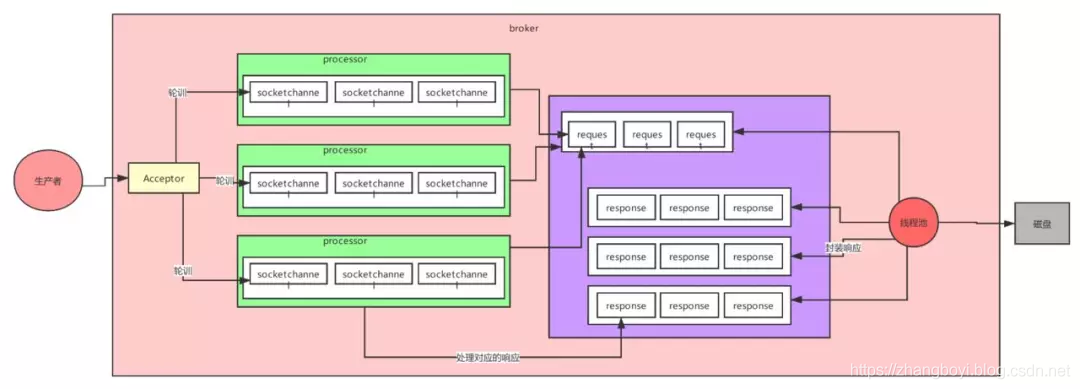 broker
processor
socketchanne
l
socketchanne
l
socketchanne
l
轮训
生产者
Acceptor
轮训
processor
socketchanne
l
socketchanne
l
socketchanne
l
轮训
processor
socketchanne
l
socketchanne
l
socketchanne
l
reques
t
reques
t
reques
t
response
response
response
response
response
response
response
response
response
线程池
封装响应
磁盘
处理对应的响应
https://zhangboyi.blog.csdn.net